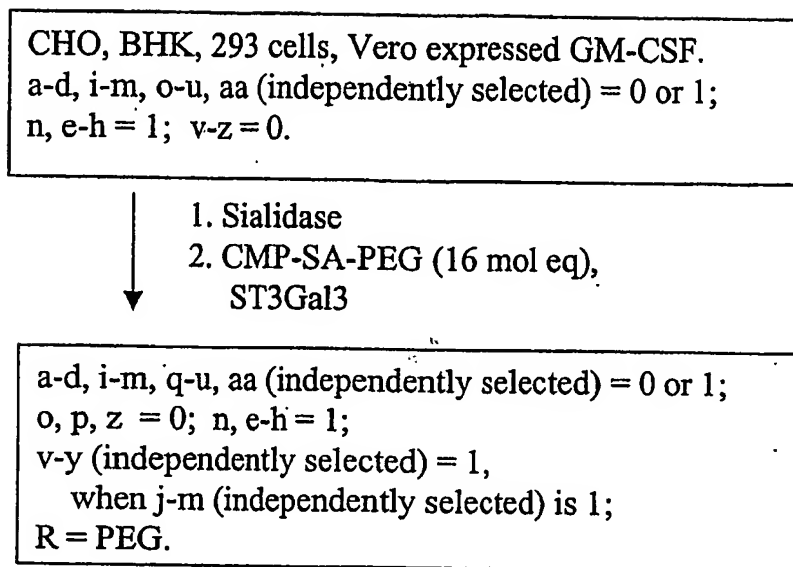 CHO, BHK, 293 cells, Vero expressed GM-CSF.
a-d, i-m, o-u, aa (independently selected) = 0 or 1;
n, e-h = 1; v-z = 0.
1. Sialidase
2. CMP-SA-PEG (16 mol eq),
ST3Gal3
a-d, i-m, q-u, aa (independently selected) = 0 or 1;
o, p, z = 0; n, e-h = 1;
v-y (independently selected) = 1,
when j-m (independently selected) is 1;
R = PEG.